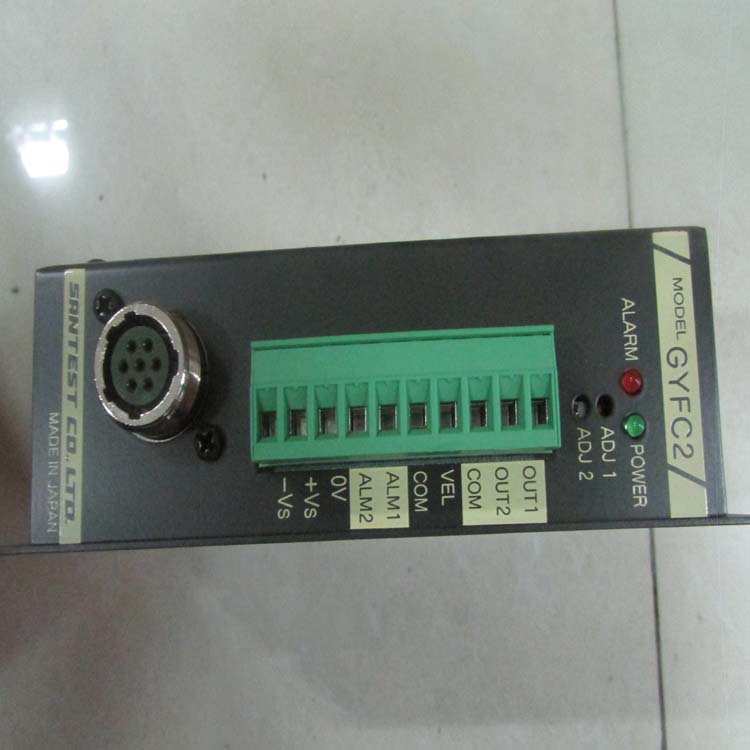 MODEL GYFC2
ALARM
POWER
ADJ 1
ADJ 2
OUT1
OUT2
COM
VEL
COM
ALM1
ALM2
0V
+Vs
-Vs
SANTEST CO., LTD.
MADE IN JAPAN